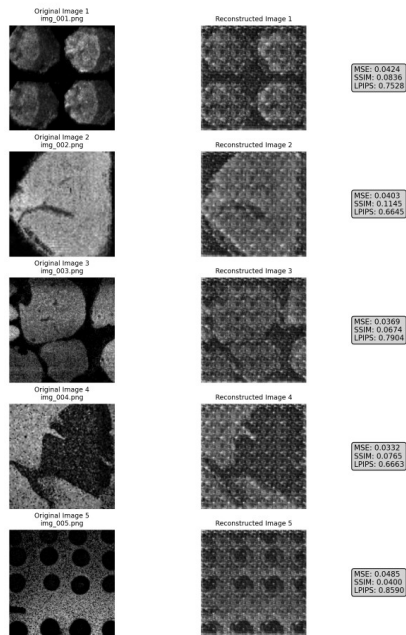 Original Image 1
img_001.png
Reconstructed Image 1
MSE: 0.0424
SSIM: 0.0836
LPIPS: 0.7528
Original Image 2
img_002.png
Reconstructed Image 2
MSE: 0.0403
SSIM: 0.1145
LPIPS: 0.6645
Original Image 3
img_003.png
Reconstructed Image 3
MSE: 0.0369
SSIM: 0.0674
LPIPS: 0.7904
Original Image 4
img_004.png
Reconstructed Image 4
MSE: 0.0332
SSIM: 0.0765
LPIPS: 0.6663
Original Image 5
img_005.png
Reconstructed Image 5
MSE: 0.0485
SSIM: 0.0400
LPIPS: 0.8590